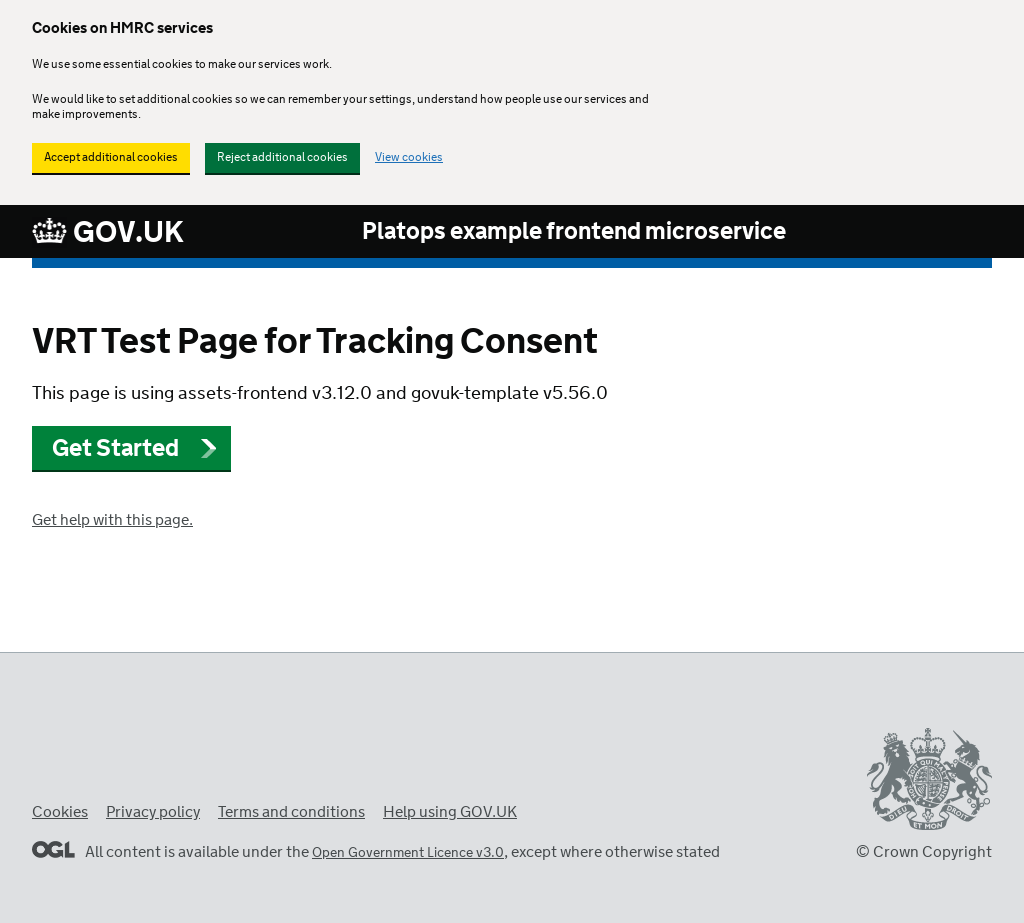 Cookies on HMRC services
We use some essential cookies to make our services work.
We would like to set additional cookies so we can remember your settings, understand how people use our services and
make improvements.
Accept additional cookies Reject additional cookies View cookies
GOV.UK Platops example frontend microservice
VRT Test Page for Tracking Consent
This page is using assets-frontend v3.12.0 and govuk-template v5.56.0
Get Started
Get help with this page.
DIEU ET MON DROIT
Cookies Privacy policy Terms and conditions Help using GOV.UK
OGL All content is available under the Open Government Licence v3.0, except where otherwise stated © Crown Copyright